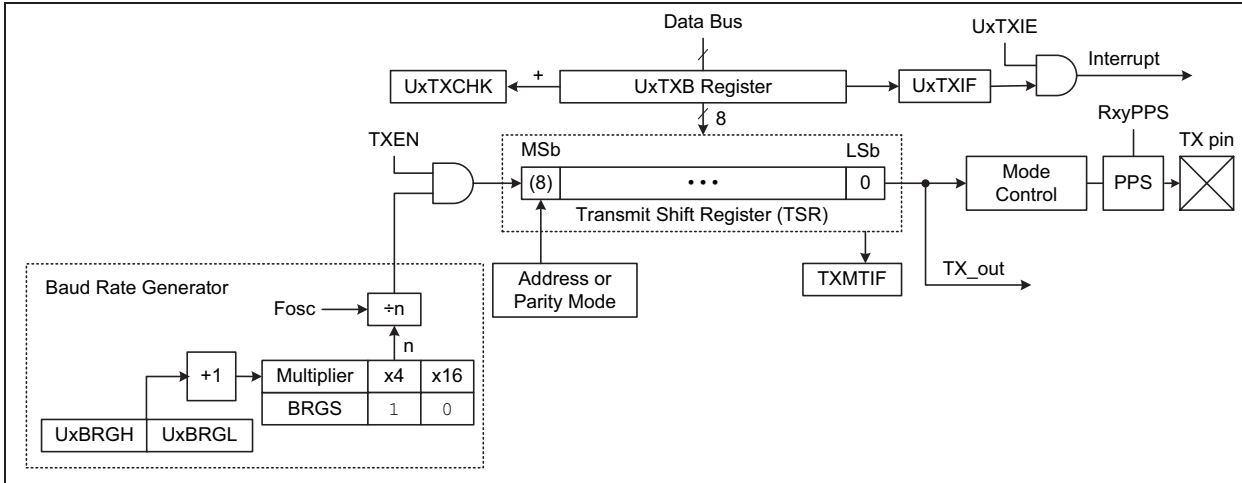 Data Bus
UxTXIE
UxTXCHK
+
UxTXB Register
UxTXIF
Interrupt
8
RxyPPS
TX pin
TXEN
MSb
LSb
(8)
• • •
0
Transmit Shift Register (TSR)
Mode
Control
PPS
Address or
Parity Mode
TXMTIF
TX_out
Baud Rate Generator
Fosc
÷n
n
+1
Multiplier x4 x16
BRGS 1 0
UxBRGH UxBRGL